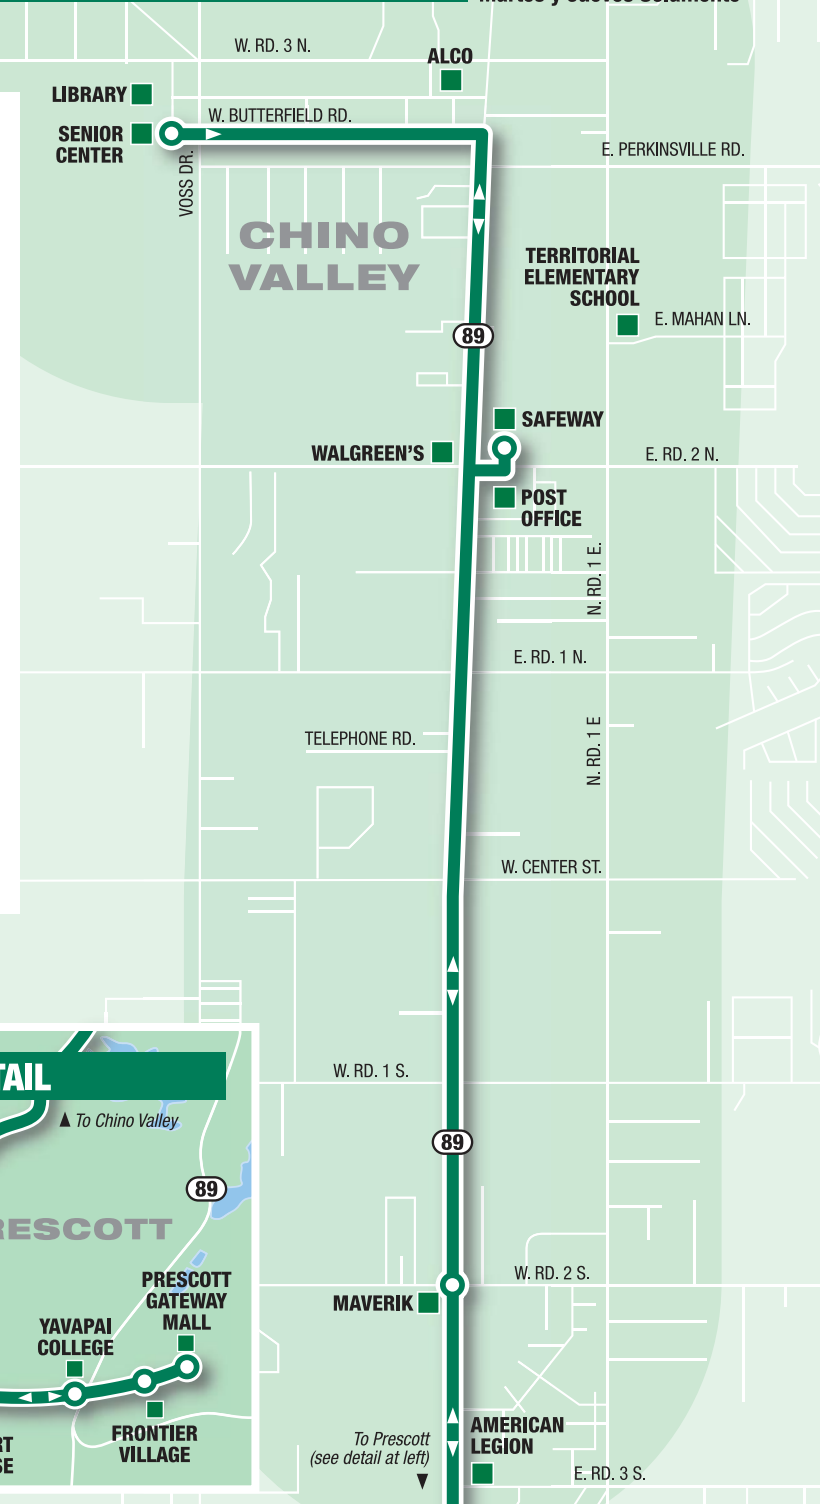 W. RD. 3 N.
ALCO
LIBRARY
W. BUTTERFIELD RD.
SENIOR
CENTER
E. PERKINSVILLE RD.
VOSS DR.
CHINO
VALLEY
TERRITORIAL
ELEMENTARY
SCHOOL
E. MAHAN LN.
89
SAFEWAY
WALGREEN'S
E. RD. 2 N.
POST
OFFICE
N. RD. 1 E.
E. RD. 1 N.
TELEPHONE RD.
N. RD. 1 E
W. CENTER ST.
W. RD. 1 S.
TAIL
To Chino Valley
89
89
RESCOTT
PRESCOTT
GATEWAY
MALL
W. RD. 2 S.
MAVERIK
YAVAPAI
COLLEGE
FRONTIER
VILLAGE
RT
SE
To Prescott
(see detail at left)
AMERICAN
LEGION
E. RD. 3 S.